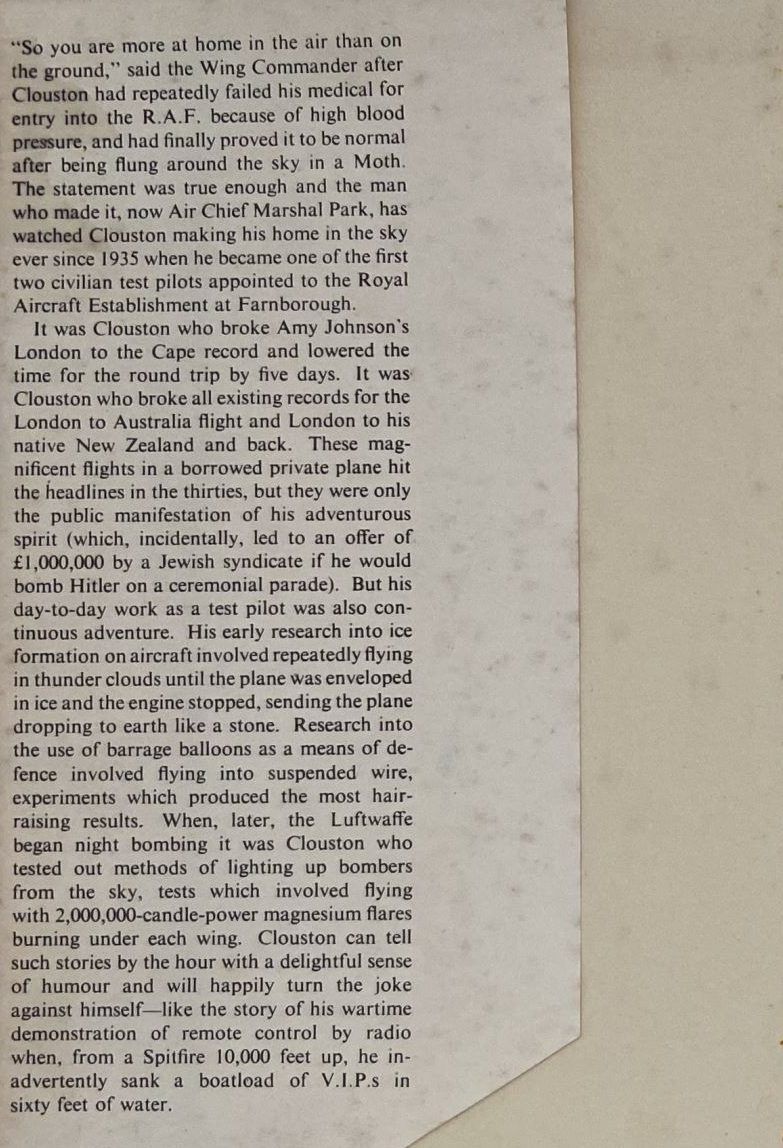 “So you are more at home in the air than on
the ground,” said the Wing Commander after
Clouston had repeatedly failed his medical for
entry into the R.A.F. because of high blood
pressure, and had finally proved it to be normal
after being flung around the sky in a Moth.
The statement was true enough and the man
who made it, now Air Chief Marshal Park, has
watched Clouston making his home in the sky
ever since 1935 when he became one of the first
two civilian test pilots appointed to the Royal
Aircraft Establishment at Farnborough.
It was Clouston who broke Amy Johnson’s
London to the Cape record and lowered the
time for the round trip by five days. It was
Clouston who broke all existing records for the
London to Australia flight and London to his
native New Zealand and back. These mag-
nificent flights in a borrowed private plane hit
the headlines in the thirties, but they were only
the public manifestation of his adventurous
spirit (which, incidentally, led to an offer of
£1,000,000 by a Jewish syndicate if he would
bomb Hitler on a ceremonial parade). But his
day-to-day work as a test pilot was also con-
tinuous adventure. His early research into ice
formation on aircraft involved repeatedly flying
in thunder clouds until the plane was enveloped
in ice and the engine stopped, sending the plane
dropping to earth like a stone. Research into
the use of barrage balloons as a means of de-
fence involved flying into suspended wire,
experiments which produced the most hair-
raising results. When, later, the Luftwaffe
began night bombing it was Clouston who
tested out methods of lighting up bombers
from the sky, tests which involved flying
with 2,000,000-candle-power magnesium flares
burning under each wing. Clouston can tell
such stories by the hour with a delightful sense
of humour and will happily turn the joke
against himself—like the story of his wartime
demonstration of remote control by radio
when, from a Spitfire 10,000 feet up, he in-
advertently sank a boatload of V.I.P.s in
sixty feet of water.